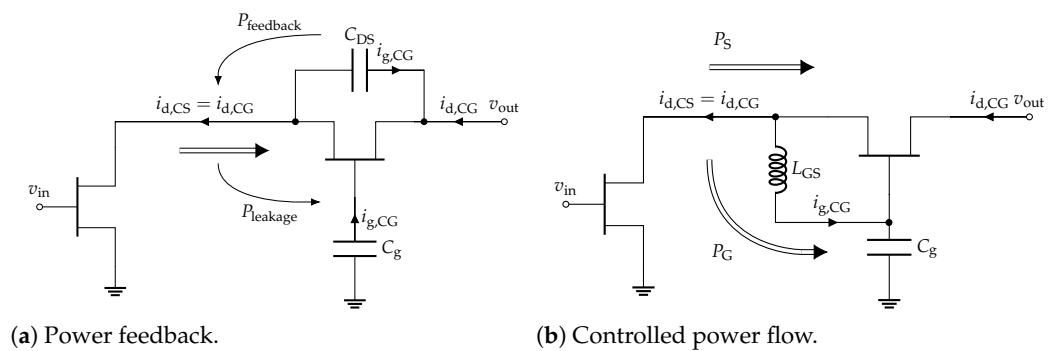 P_feedback
C_DS
i_g,CG
i_d,CS = i_d,CG
i_d,CG
v_out
v_in
P_leakage
i_g,CG
C_g
(a) Power feedback.
P_S
i_d,CS = i_d,CG
i_d,CG v_out
L_GS
v_in
i_g,CG
P_G
C_g
(b) Controlled power flow.